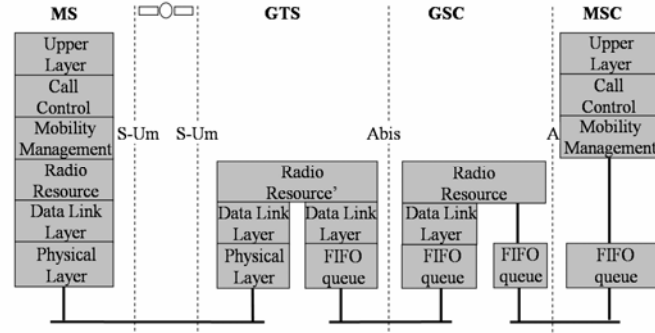 MS
GTS
GSC
MSC
Upper
Layer
Call
Control
Mobility
Management
Radio
Resource
Data Link
Layer
Physical
Layer
S-Um
S-Um
Radio
Resource’
Data Link
Layer
Physical
Layer
Data Link
Layer
FIFO
queue
Abis
Radio
Resource
Data Link
Layer
FIFO
queue
FIFO
queue
A
Upper
Layer
Call
Control
Mobility
Management
FIFO
queue